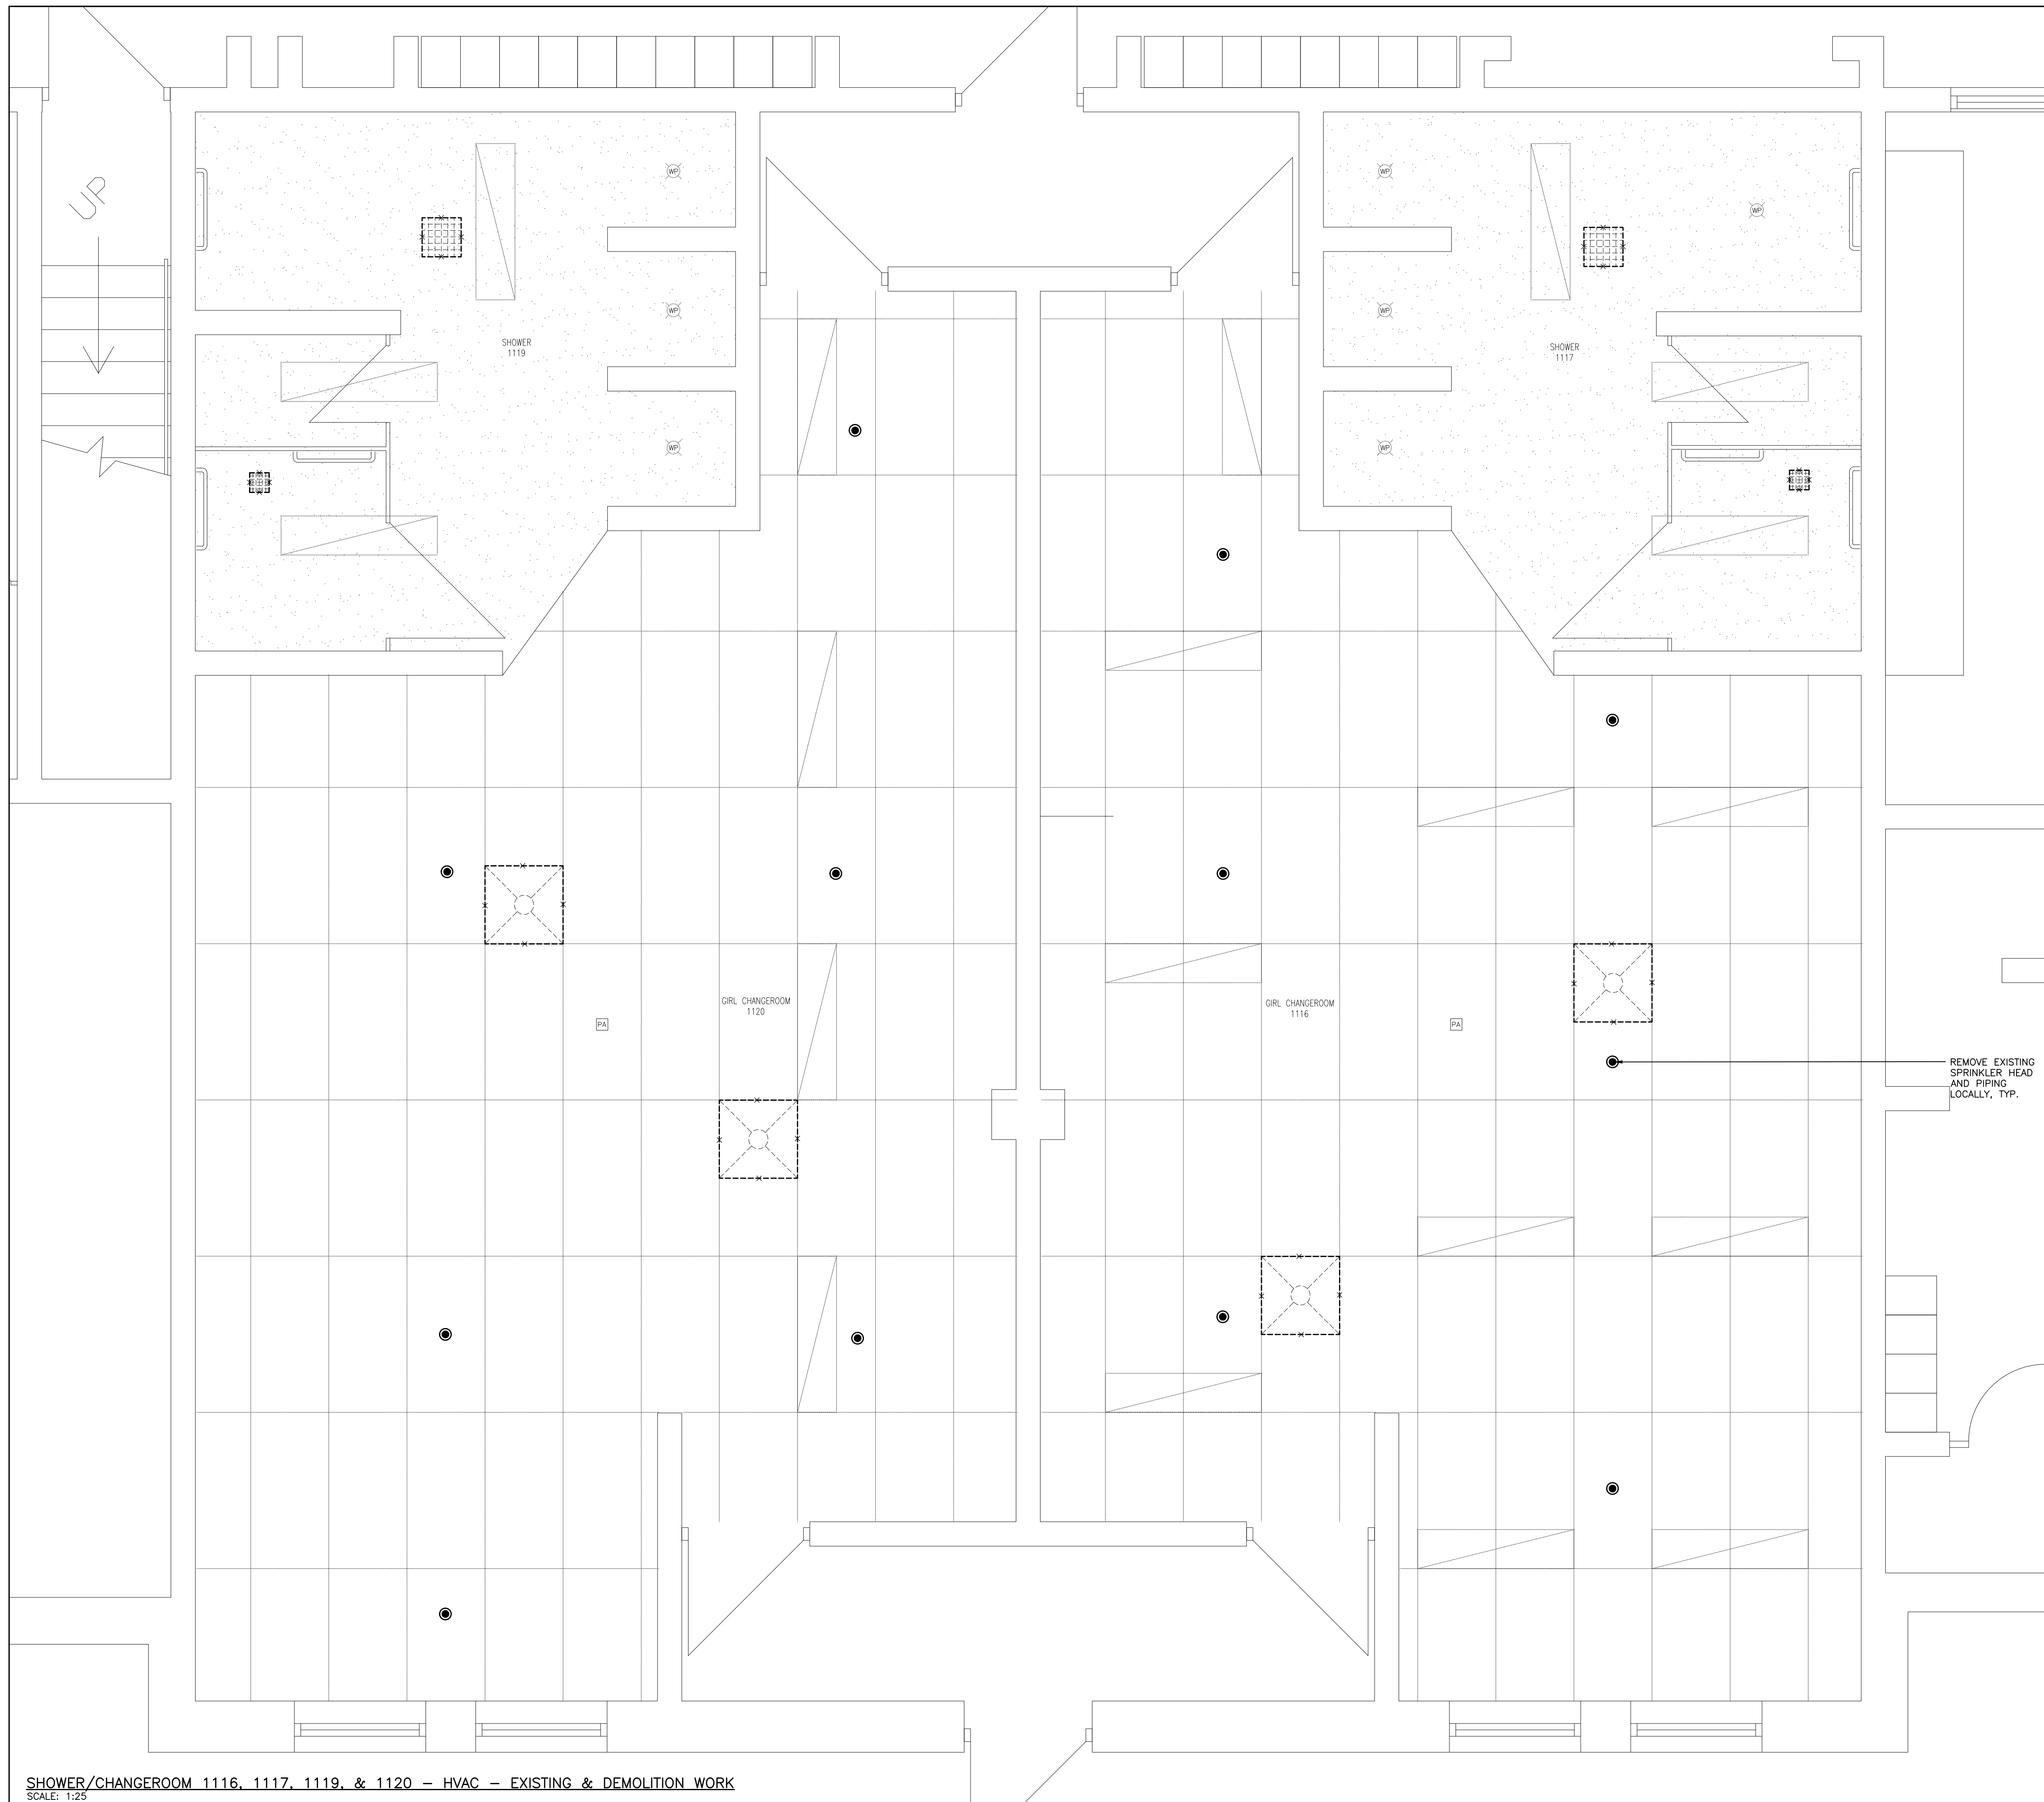 UP
WP
WP
WP
WP
WP
WP
WP
SHOWER
1119
SHOWER
1117
GIRL CHANGEROOM
1120
GIRL CHANGEROOM
1116
PA
PA
REMOVE EXISTING
SPRINKLER HEAD
AND PIPING
LOCALLY, TYP.
SHOWER/CHANGEROOM 1116, 1117, 1119, & 1120 – HVAC – EXISTING & DEMOLITION WORK
SCALE: 1:25